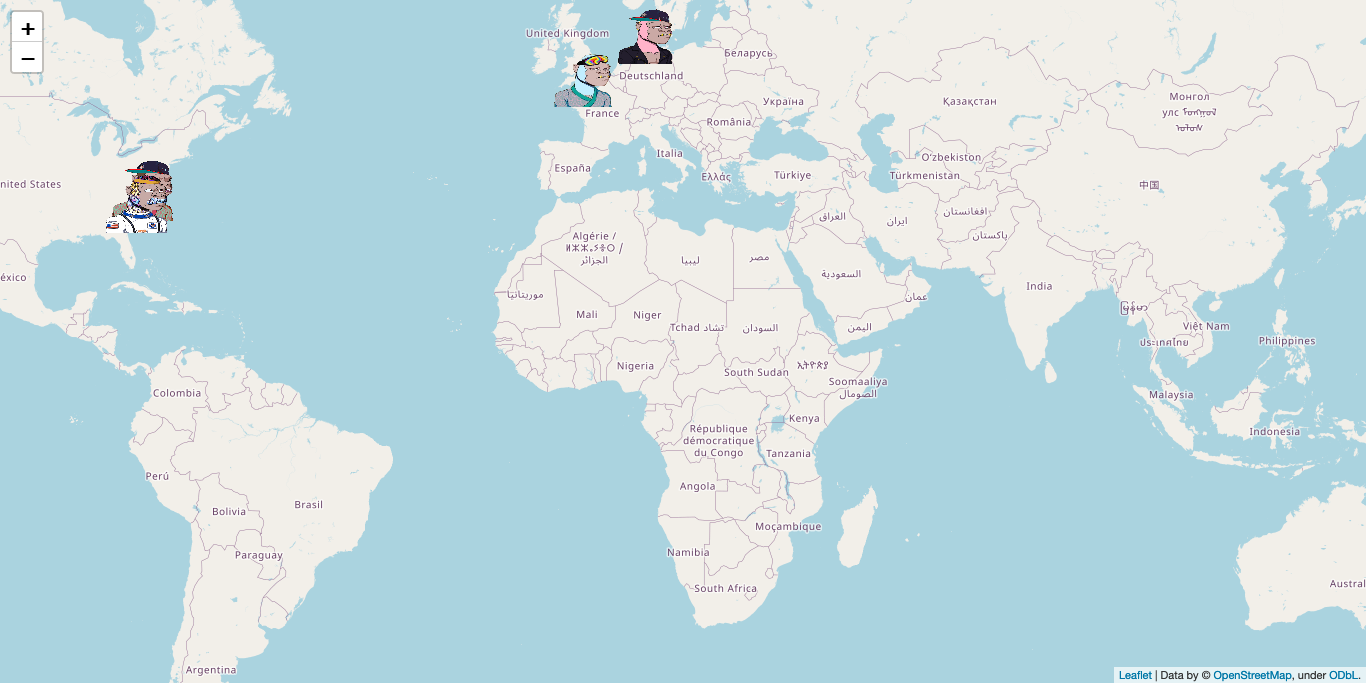 +
−
United Kingdom
Беларусь
Deutschland
Україна
Қазақстан
Монгол
улс ᠮᠣᠩᠭᠣᠯ
ᠤᠯᠤᠰ
France
România
Italia
O'zbekiston
España
Ελλάς
Türkiye
Türkmenistan
nited States
中国
العراق
ایران
افغانستان
پاکستان
Algérie /
ⵍⵣⵣⴰⵢⴻⵔ /
الجزائر
ليبيا
مصر
السعودية
éxico
India
موريتانيا
عمان
မြန်မာ
Mali
Niger
Tchad تشاد
السودان
اليمن
Việt Nam
ประเทศไทย
Philippines
Nigeria
South Sudan
ኢትዮጵያ
Soomaaliya
الصومال
Colombia
Malaysia
Kenya
République
démocratique
du Congo
Indonesia
Tanzania
Perú
Angola
Brasil
Bolivia
Moçambique
Paraguay
Namibia
South Africa
Austral
Argentina
Leaflet | Data by © OpenStreetMap, under ODbL.